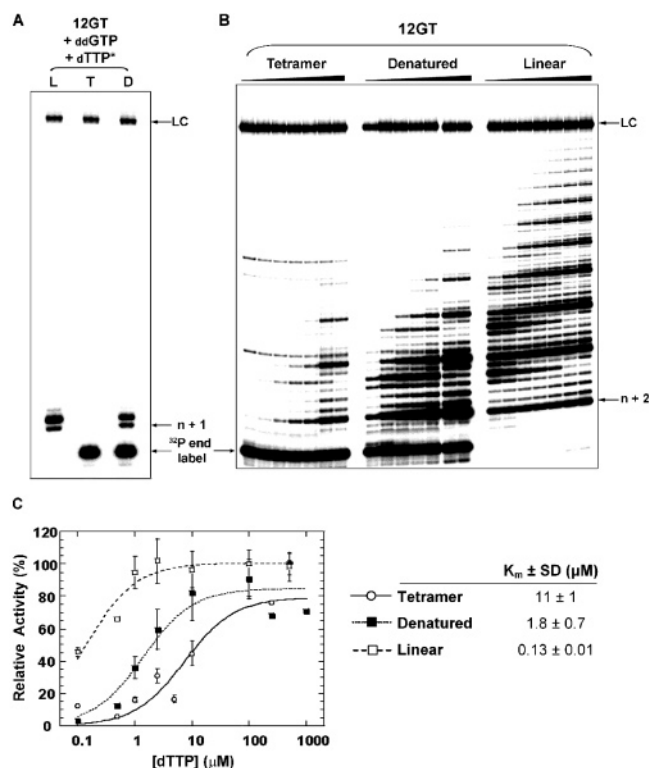 A
12GT
+ ddGTP
+ dTTP*
L T D
LC
n + 1
³²P end
label
B
12GT
Tetramer Denatured Linear
LC
n + 2
C
Relative Activity (%)
120
100
80
60
40
20
0
0.1 1 10 100 1000
[dTTP] (μM)
Kₘ ± SD (μM)
Tetramer 11 ± 1
Denatured 1.8 ± 0.7
Linear 0.13 ± 0.01